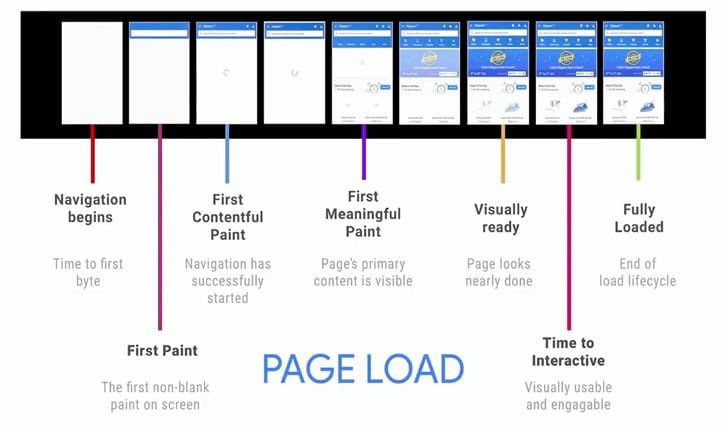 Navigation
begins
Time to first
byte
First Paint
The first non-blank
paint on screen
First
Contentful
Paint
Navigation has
successfully
started
First
Meaningful
Paint
Page's primary
content is visible
Visually
ready
Page looks
nearly done
Time to
Interactive
Visually usable
and engagable
Fully
Loaded
End of
load lifecycle
PAGE LOAD